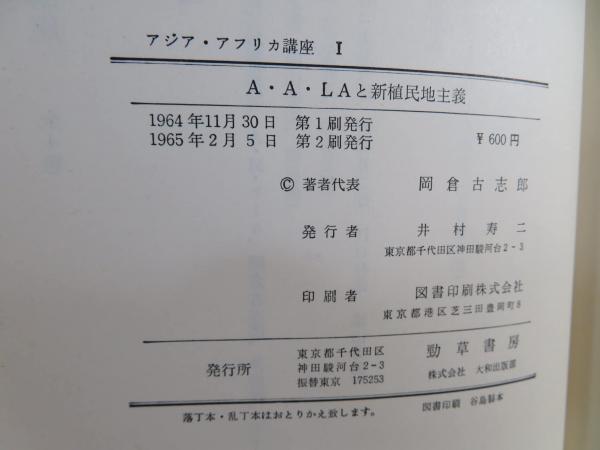 アジア・アフリカ講座 Ⅰ
A・A・LAと新植民地主義
1964年11月30日 第1刷発行
1965年2月5日 第2刷発行 ¥600円
© 著者代表 岡倉古志郎
発行者 井村寿二
東京都千代田区神田駿河台2-3
印刷者 図書印刷株式会社
東京都港区芝三田豊岡町8
発行所 東京都千代田区 勁草書房
神田駿河台2-3 株式会社 大和出版部
振替東京 175253
落丁本・乱丁本はおとりかえ致します。 図書印刷 谷島製本